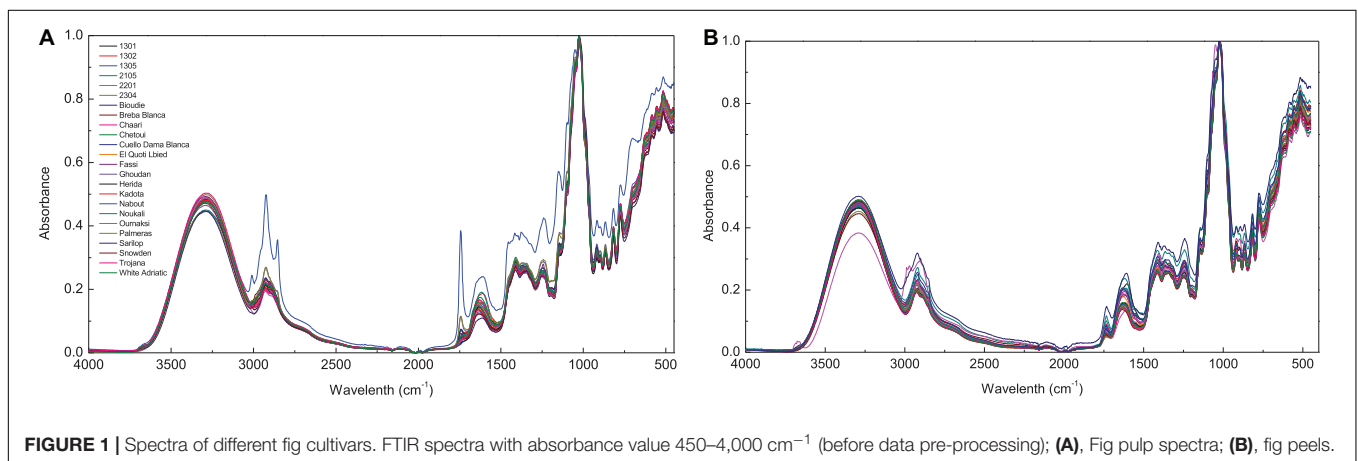 A
1.0
0.8
0.6
0.4
0.2
0.0
Absorbance
1301
1302
1305
2105
2201
2304
Bioudie
Breba Blanca
Chaari
Chetoui
Cuello Dama Blanca
El Quoti Lbied
Fassi
Ghoudan
Herida
Kadota
Nabout
Noukali
Oumaksi
Palmeras
Sarilop
Snowden
Trojana
White Adriatic
4000 3500 3000 2500 2000 1500 1000 500
Wavelenth (cm⁻¹)
B
1.0
0.8
0.6
0.4
0.2
0.0
Absorbance
4000 3500 3000 2500 2000 1500 1000 500
Wavelenth (cm⁻¹)
FIGURE 1 | Spectra of different fig cultivars. FTIR spectra with absorbance value 450–4,000 cm⁻¹ (before data pre-processing); (A), Fig pulp spectra; (B), fig peels.